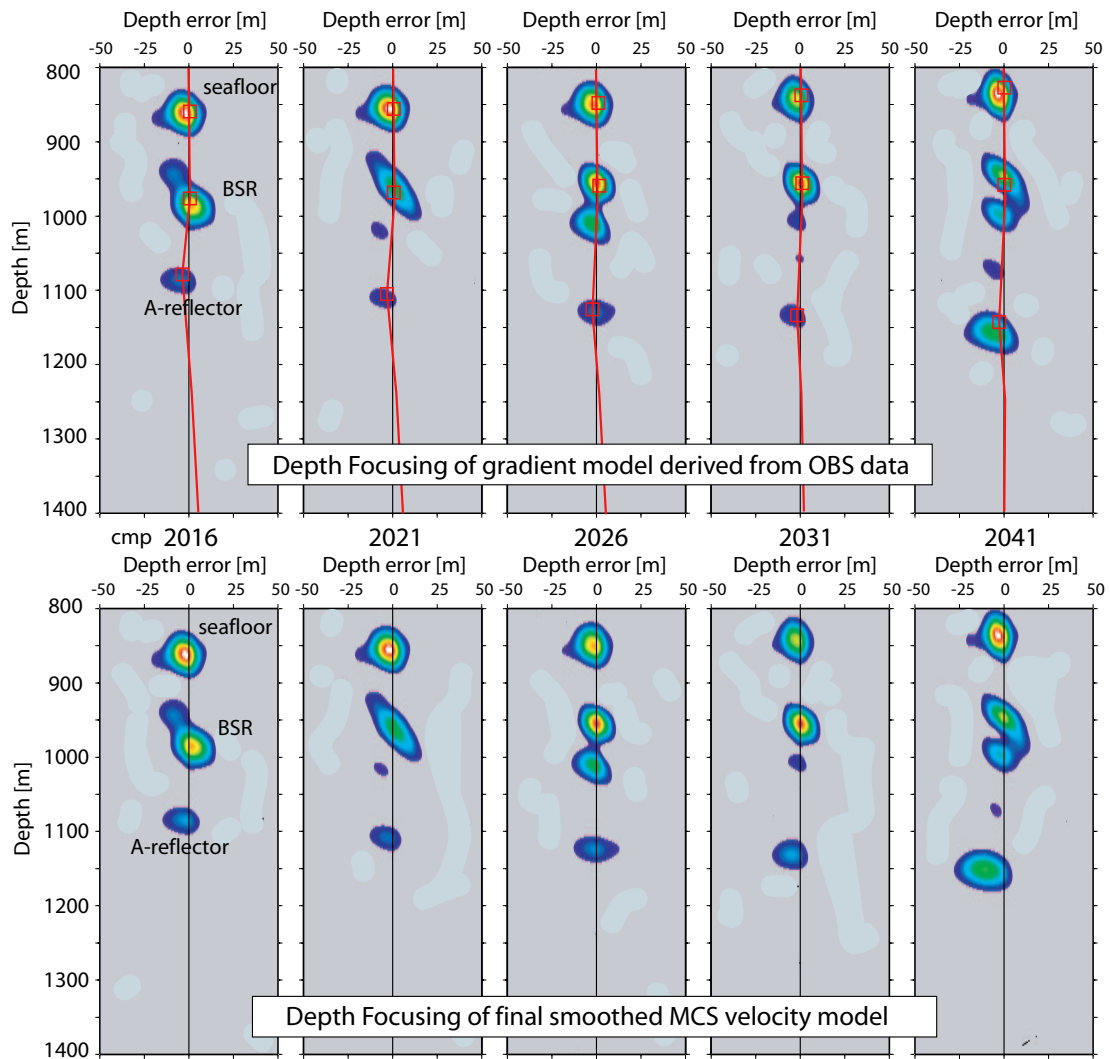 Depth error [m] Depth error [m] Depth error [m] Depth error [m] Depth error [m]
-50 -25 0 25 50 -50 -25 0 25 50 -50 -25 0 25 50 -50 -25 0 25 50 -50 -25 0 25 50
800
seafloor
900
BSR
1000
Depth [m]
1100
A-reflector
1200
1300
Depth Focusing of gradient model derived from OBS data
1400
cmp 2016 2021 2026 2031 2041
Depth error [m] Depth error [m] Depth error [m] Depth error [m] Depth error [m]
-50 -25 0 25 50 -50 -25 0 25 50 -50 -25 0 25 50 -50 -25 0 25 50 -50 -25 0 25 50
800
seafloor
900
BSR
1000
Depth [m]
1100
A-reflector
1200
1300
Depth Focusing of final smoothed MCS velocity model
1400